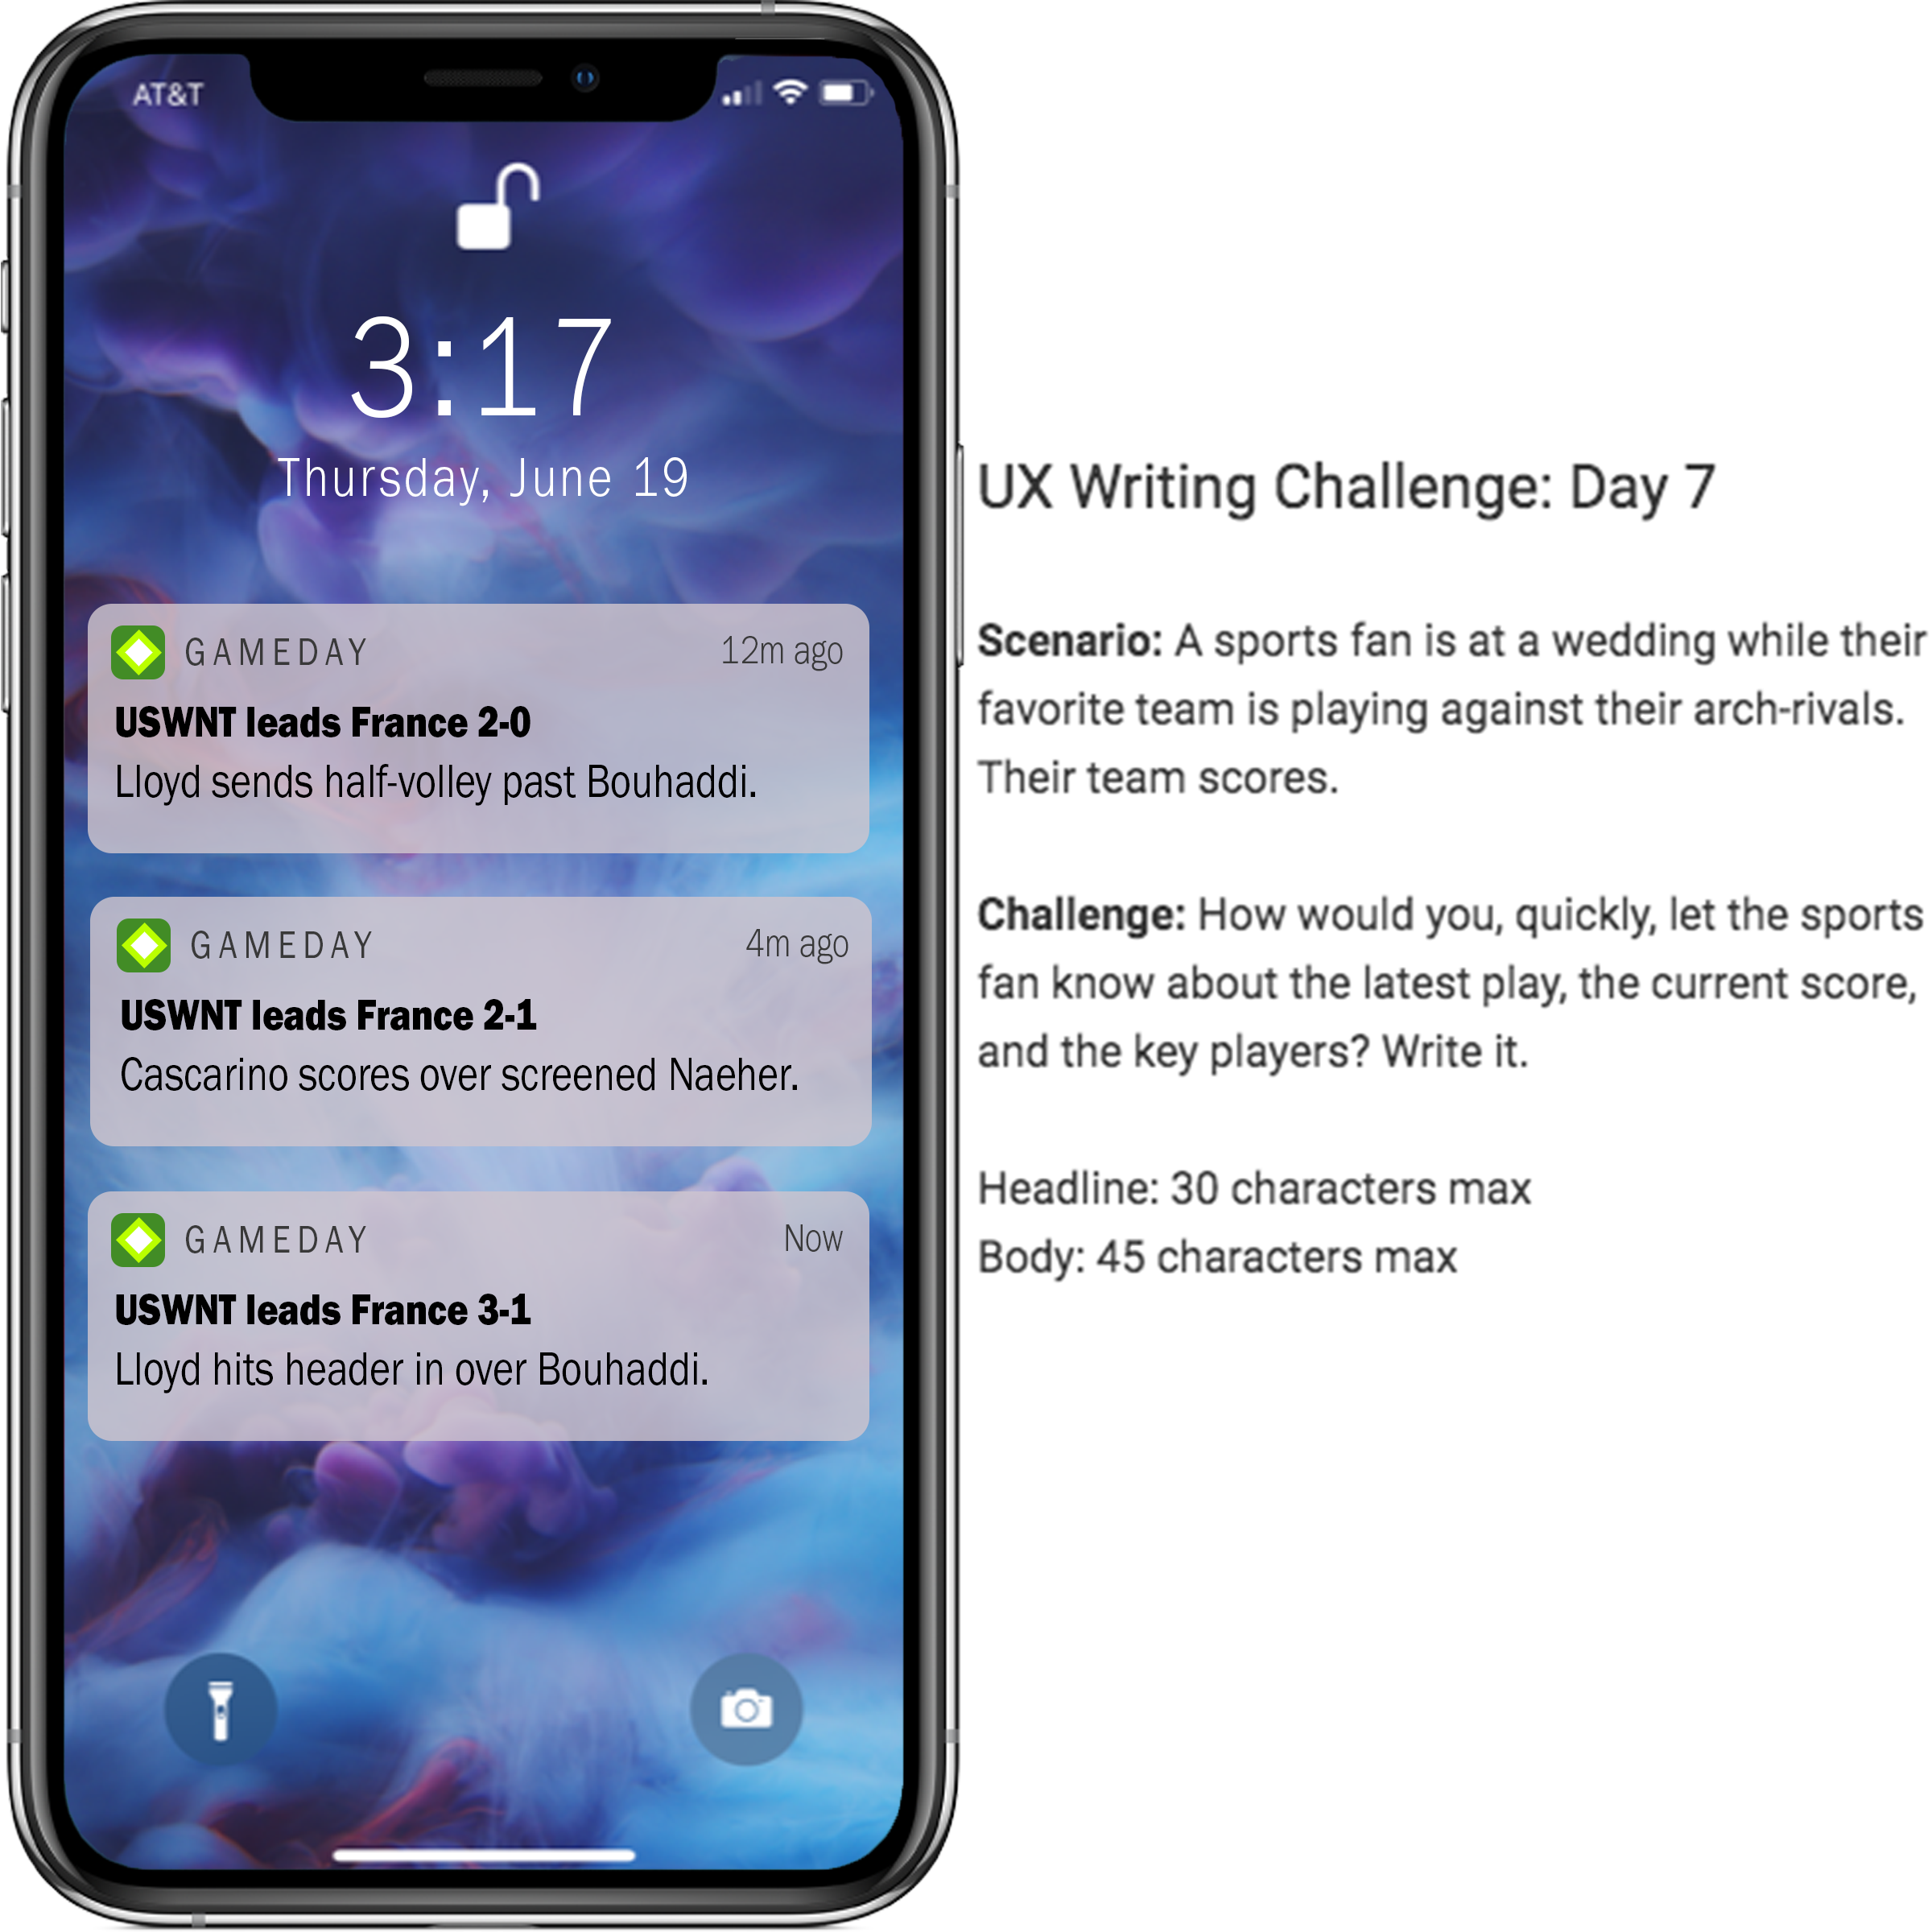 AT&T
3:17
Thursday, June 19
GAMEDAY 12m ago
USWNT leads France 2-0
Lloyd sends half-volley past Bouhaddi.
GAMEDAY 4m ago
USWNT leads France 2-1
Cascarino scores over screened Naeher.
GAMEDAY Now
USWNT leads France 3-1
Lloyd hits header in over Bouhaddi.
UX Writing Challenge: Day 7
Scenario: A sports fan is at a wedding while their
favorite team is playing against their arch-rivals.
Their team scores.
Challenge: How would you, quickly, let the sports
fan know about the latest play, the current score,
and the key players? Write it.
Headline: 30 characters max
Body: 45 characters max